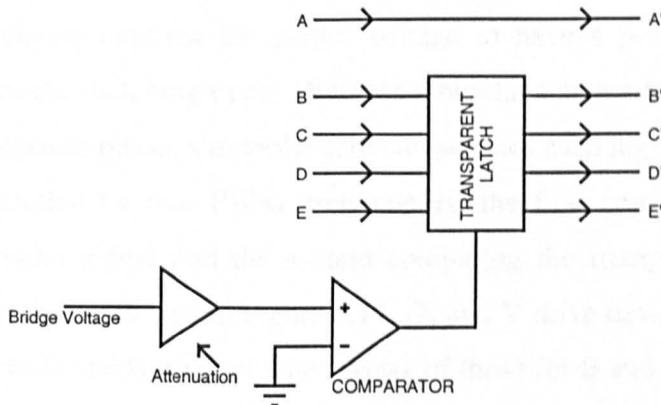 A A'
B B'
C C'
D D'
E E'
TRANSPARENT
LATCH
+
-
Bridge Voltage
Attenuation
COMPARATOR